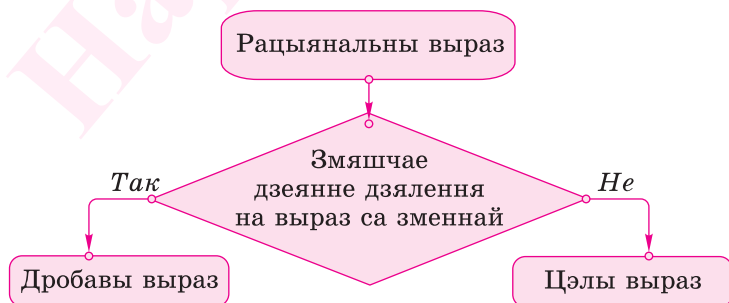 Рацыянальны выраз
Змяшчае
дзеянне дзялення
на выраз са зменнай
Так
Не
Дробавы выраз
Цэлы выраз